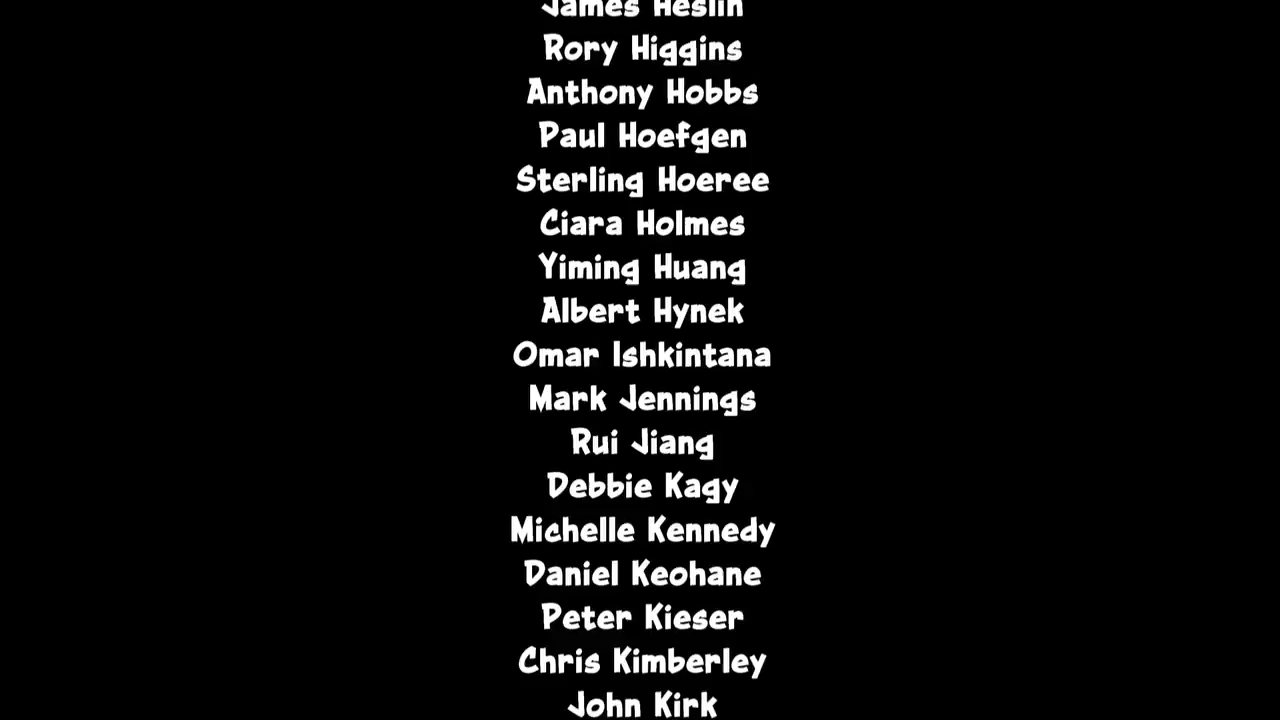 James Heslin
Rory Higgins
Anthony Hobbs
Paul Hoefgen
Sterling Hoeree
Ciara Holmes
Yiming Huang
Albert Hynek
Omar Ishkintana
Mark Jennings
Rui Jiang
Debbie Kagy
Michelle Kennedy
Daniel Keohane
Peter Kieser
Chris Kimberley
John Kirk